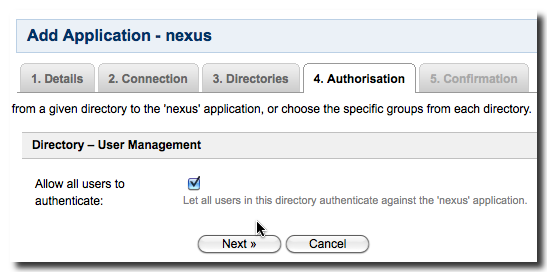 Add Application - nexus
1. Details
2. Connection
3. Directories
4. Authorisation
5. Confirmation
from a given directory to the 'nexus' application, or choose the specific groups from each directory.
Directory – User Management
Allow all users to
authenticate:
Let all users in this directory authenticate against the 'nexus' application.
Next »
Cancel